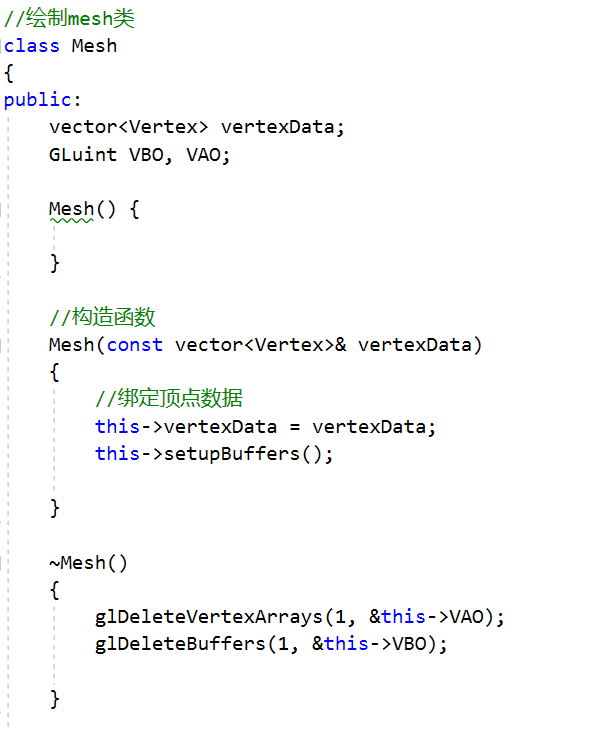 //绘制mesh类
class Mesh
{
public:
    vector<Vertex> vertexData;
    GLuint VBO, VAO;

    Mesh() {

    }

    //构造函数
    Mesh(const vector<Vertex>& vertexData)
    {
        //绑定顶点数据
        this->vertexData = vertexData;
        this->setupBuffers();

    }

    ~Mesh()
    {
        glDeleteVertexArrays(1, &this->VAO);
        glDeleteBuffers(1, &this->VBO);

    }